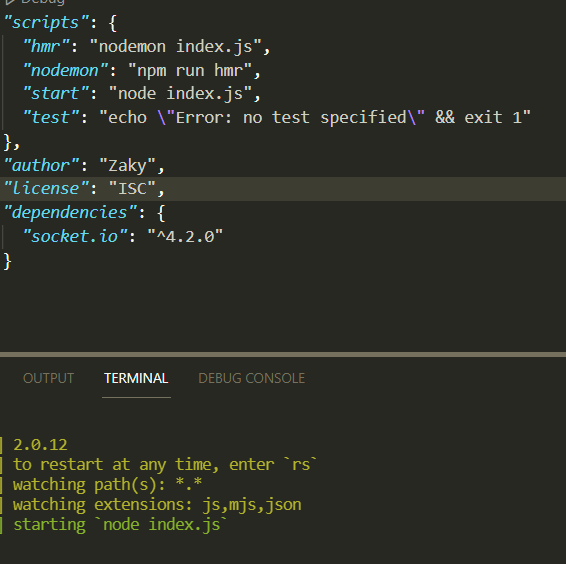 Debug
"scripts": {
"hmr": "nodemon index.js",
"nodemon": "npm run hmr",
"start": "node index.js",
"test": "echo \"Error: no test specified\" && exit 1"
},
"author": "Zaky",
"license": "ISC",
"dependencies": {
"socket.io": "^4.2.0"
}
OUTPUT TERMINAL DEBUG CONSOLE
] 2.0.12
] to restart at any time, enter `rs`
] watching path(s): *.*
] watching extensions: js,mjs,json
] starting `node index.js`